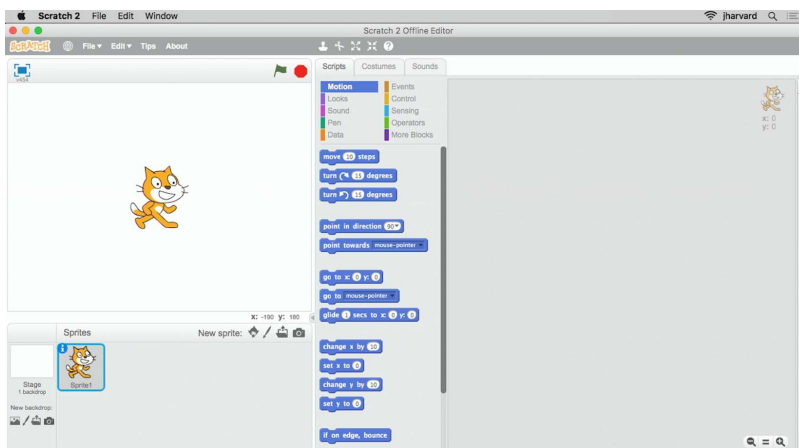 Scratch 2 File Edit Window jharvard
Scratch 2 Offline Editor
SCRATCH File Edit Tips About
v454
Scripts Costumes Sounds
Motion Events
Looks Control
Sound Sensing
Pen Operators
Data More Blocks
x: 0
y: 0
move 10 steps
turn 15 degrees
turn 15 degrees
point in direction 90
point towards mouse-pointer
go to x: 0 y: 0
go to mouse-pointer
glide 1 secs to x: 0 y: 0
change x by 10
set x to 0
change y by 10
set y to 0
if on edge, bounce
X: -190 Y: 180
Sprites New sprite:
Stage
1 backdrop
New backdrop:
Sprite1